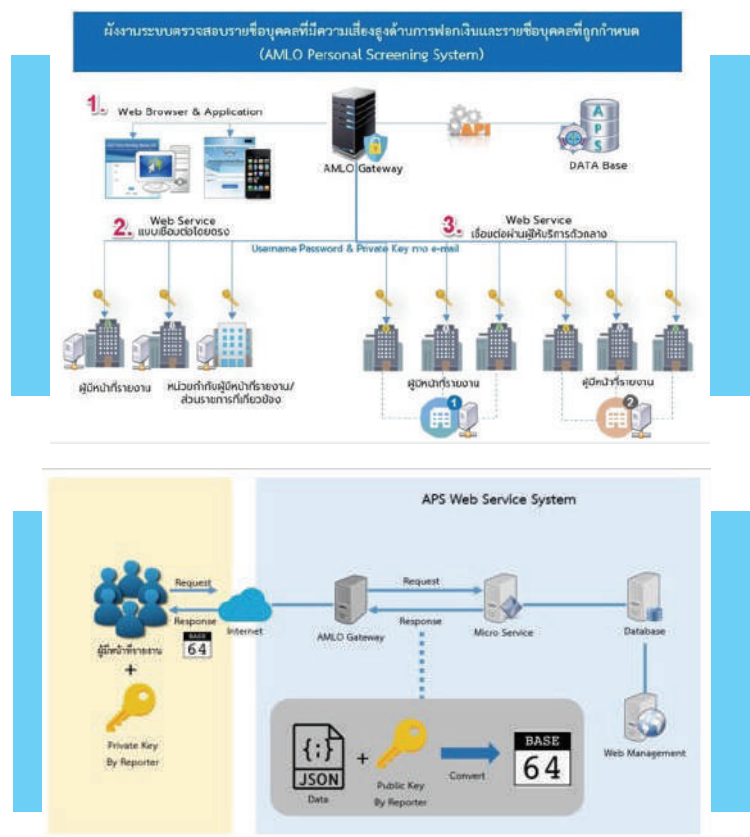 ผังงานระบบตรวจสอบรายชื่อบุคคลที่มีความเสี่ยงสูงด้านการฟอกเงินและรายชื่อบุคคลที่ถูกกำหนด
(AMLO Personal Screening System)
1. Web Browser & Application
API
APS
AMLO Gateway
DATA Base
2. Web Service
แบบเชื่อมต่อโดยตรง
3. Web Service
เชื่อมต่อผ่านผู้ให้บริการตัวกลาง
Username Password & Private Key ทาง e-mail
ผู้มีหน้าที่รายงาน
หน่วยกำกับผู้มีหน้าที่รายงาน/
ส่วนราชการที่เกี่ยวข้อง
ผู้มีหน้าที่รายงาน
ผู้มีหน้าที่รายงาน
1
2
APS Web Service System
Request
Response
BASE
64
Internet
ผู้มีหน้าที่รายงาน
+
Private Key
By Reporter
AMLO Gateway
Request
Response
Micro Service
Database
Web Management
{;}
JSON
Data
+
Public Key
By Reporter
Convert
BASE
64